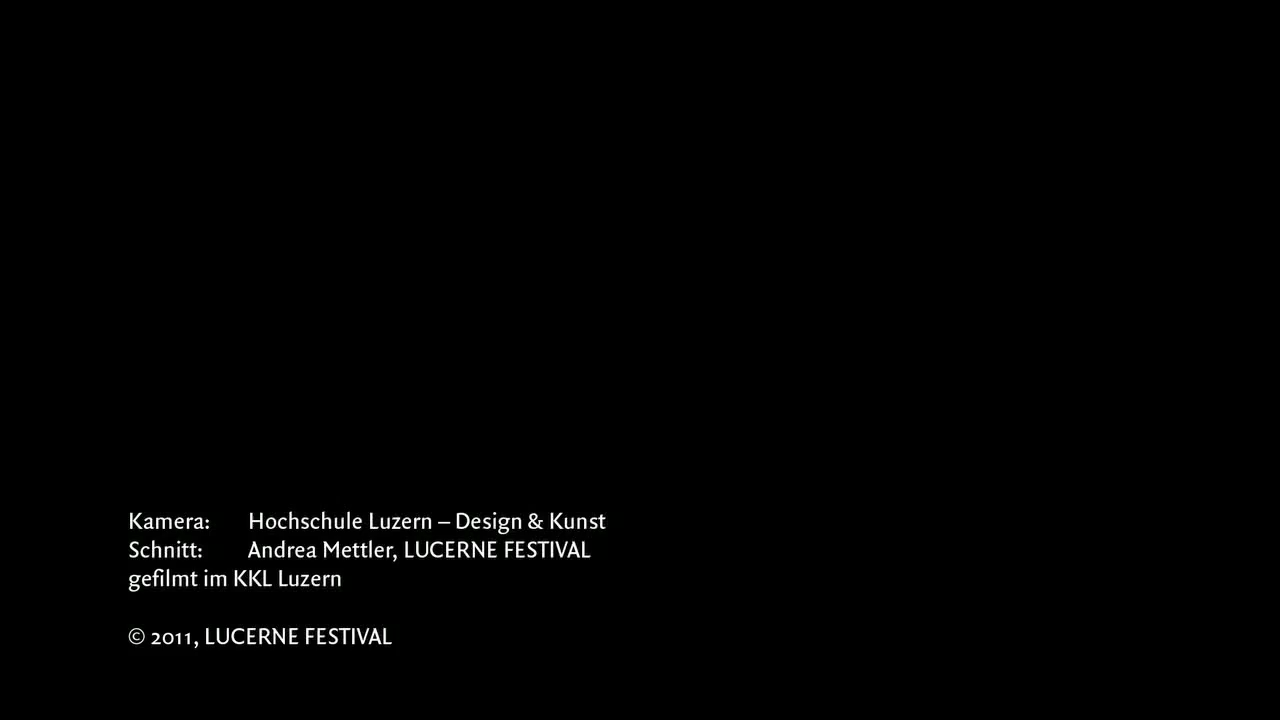 Kamera: Hochschule Luzern – Design & Kunst
Schnitt: Andrea Mettler, LUCERNE FESTIVAL
gefilmt im KKL Luzern
© 2011, LUCERNE FESTIVAL